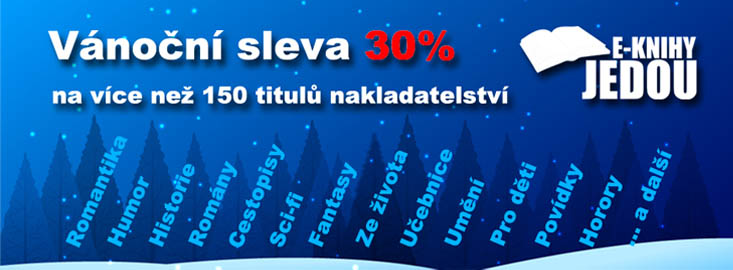 Vánoční sleva 30%
na více než 150 titulů nakladatelství
E-KNIHY
JEDOU
Romantika
Humor
Historie
Romány
Cestopisy
Sci-fi
Fantasy
Ze života
Učebnice
Umění
Pro děti
Povídky
Horory
... a další